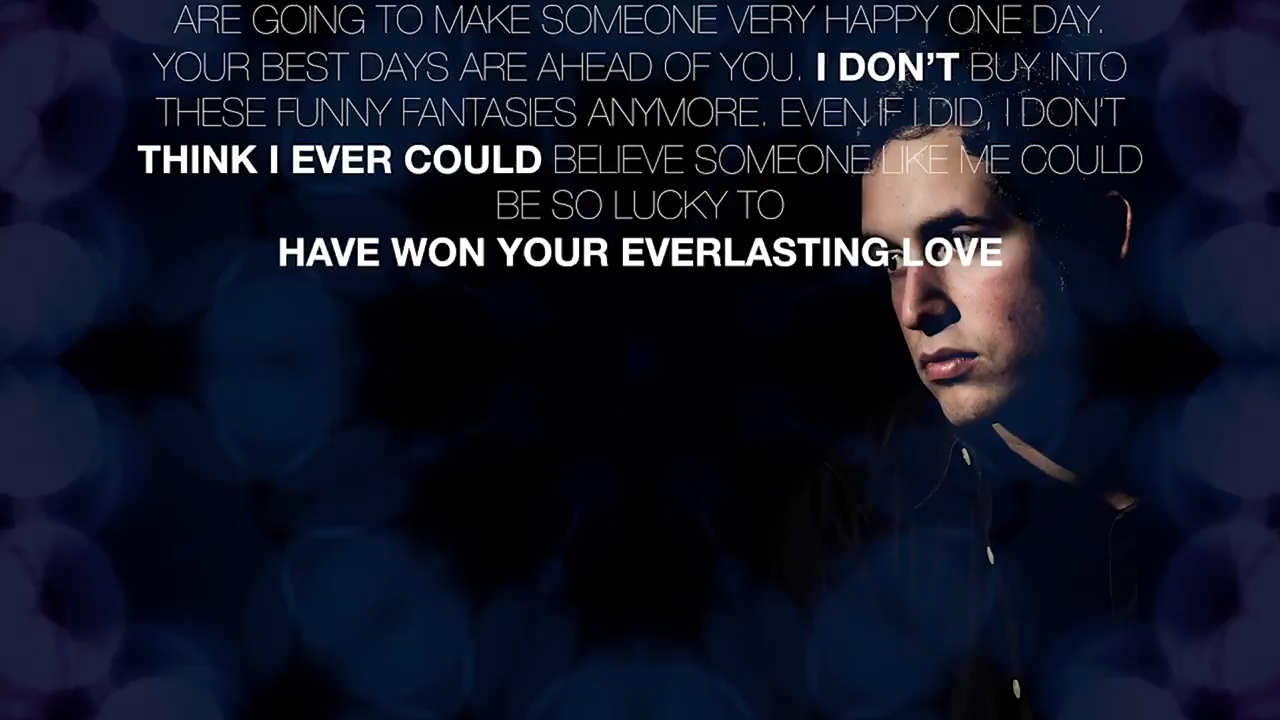 ARE GOING TO MAKE SOMEONE VERY HAPPY ONE DAY.
YOUR BEST DAYS ARE AHEAD OF YOU. I DON'T BUY INTO
THESE FUNNY FANTASIES ANYMORE. EVEN IF I DID, I DON'T
THINK I EVER COULD BELIEVE SOMEONE LIKE ME COULD
BE SO LUCKY TO
HAVE WON YOUR EVERLASTING LOVE